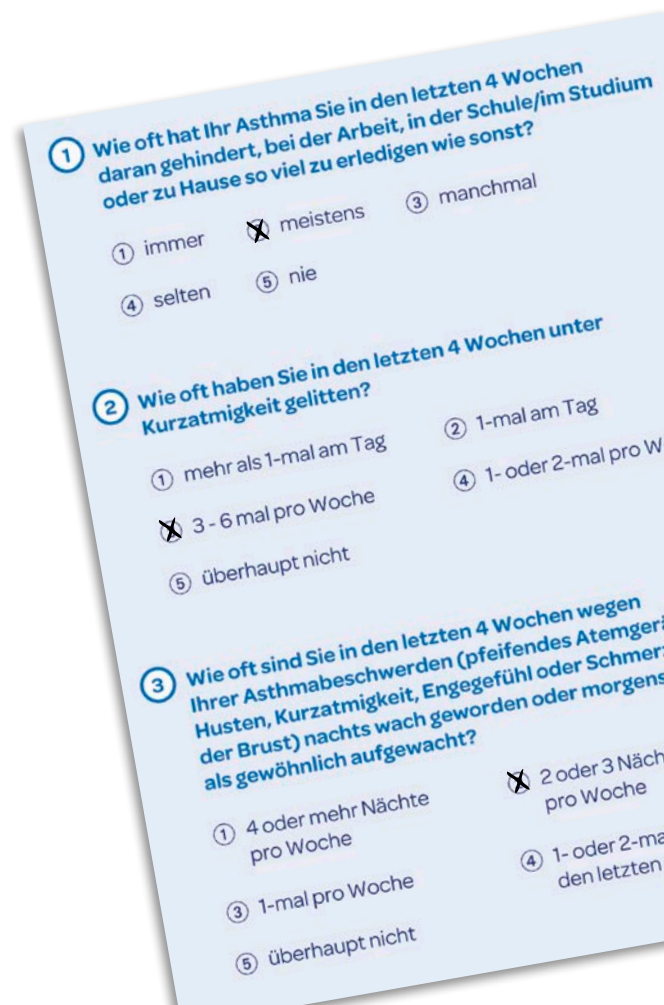 1 Wie oft hat Ihr Asthma Sie in den letzten 4 Wochen
daran gehindert, bei der Arbeit, in der Schule/im Studium
oder zu Hause so viel zu erledigen wie sonst?
1 immer meistens 3 manchmal
4 selten 5 nie
2 Wie oft haben Sie in den letzten 4 Wochen unter
Kurzatmigkeit gelitten?
1 mehr als 1-mal am Tag 2 1-mal am Tag
3 - 6 mal pro Woche 4 1- oder 2-mal pro
5 überhaupt nicht
3 Wie oft sind Sie in den letzten 4 Wochen wegen
Ihrer Asthmabeschwerden (pfeifendes
Husten, Kurzatmigkeit, Engegefühl oder
der Brust) nachts wach geworden oder morgens
als gewöhnlich aufgewacht?
1 4 oder mehr Nächte
pro Woche
2 oder 3
pro Woche
3 1-mal pro Woche
4 1- oder
den letzten
5 überhaupt nicht